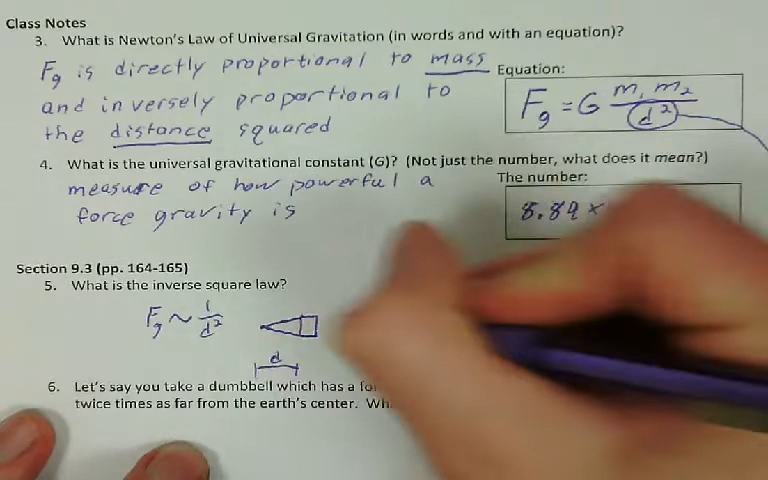 Class Notes
3. What is Newton's Law of Universal Gravitation (in words and with an equation)?
Fg is directly proportional to mass
and inversely proportional to
the distance squared
Equation:
Fg = G m1 m2 / d²
4. What is the universal gravitational constant (G)? (Not just the number, what does it mean?)
measure of how powerful a
force gravity is
The number:
8.89 x
Section 9.3 (pp. 164-165)
5. What is the inverse square law?
Fg ~ 1/d²
d
6. Let's say you take a dumbbell which has a
twice times as far from the earth's center.